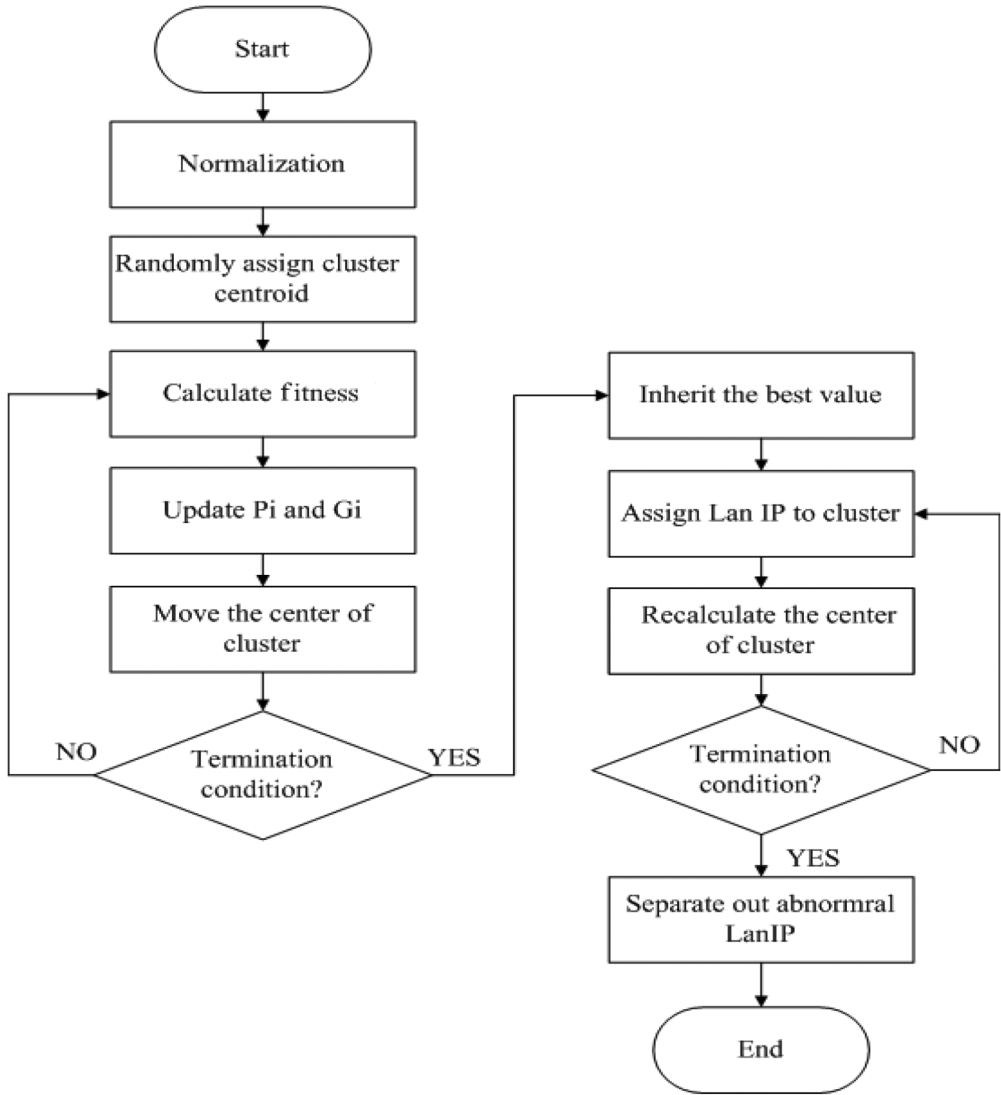 Start
Normalization
Randomly assign cluster
centroid
Calculate fitness
Update Pi and Gi
Move the center of
cluster
Termination
condition?
NO
YES
Inherit the best value
Assign Lan IP to cluster
Recalculate the center
of cluster
Termination
condition?
NO
YES
Separate out abnormral
LanIP
End